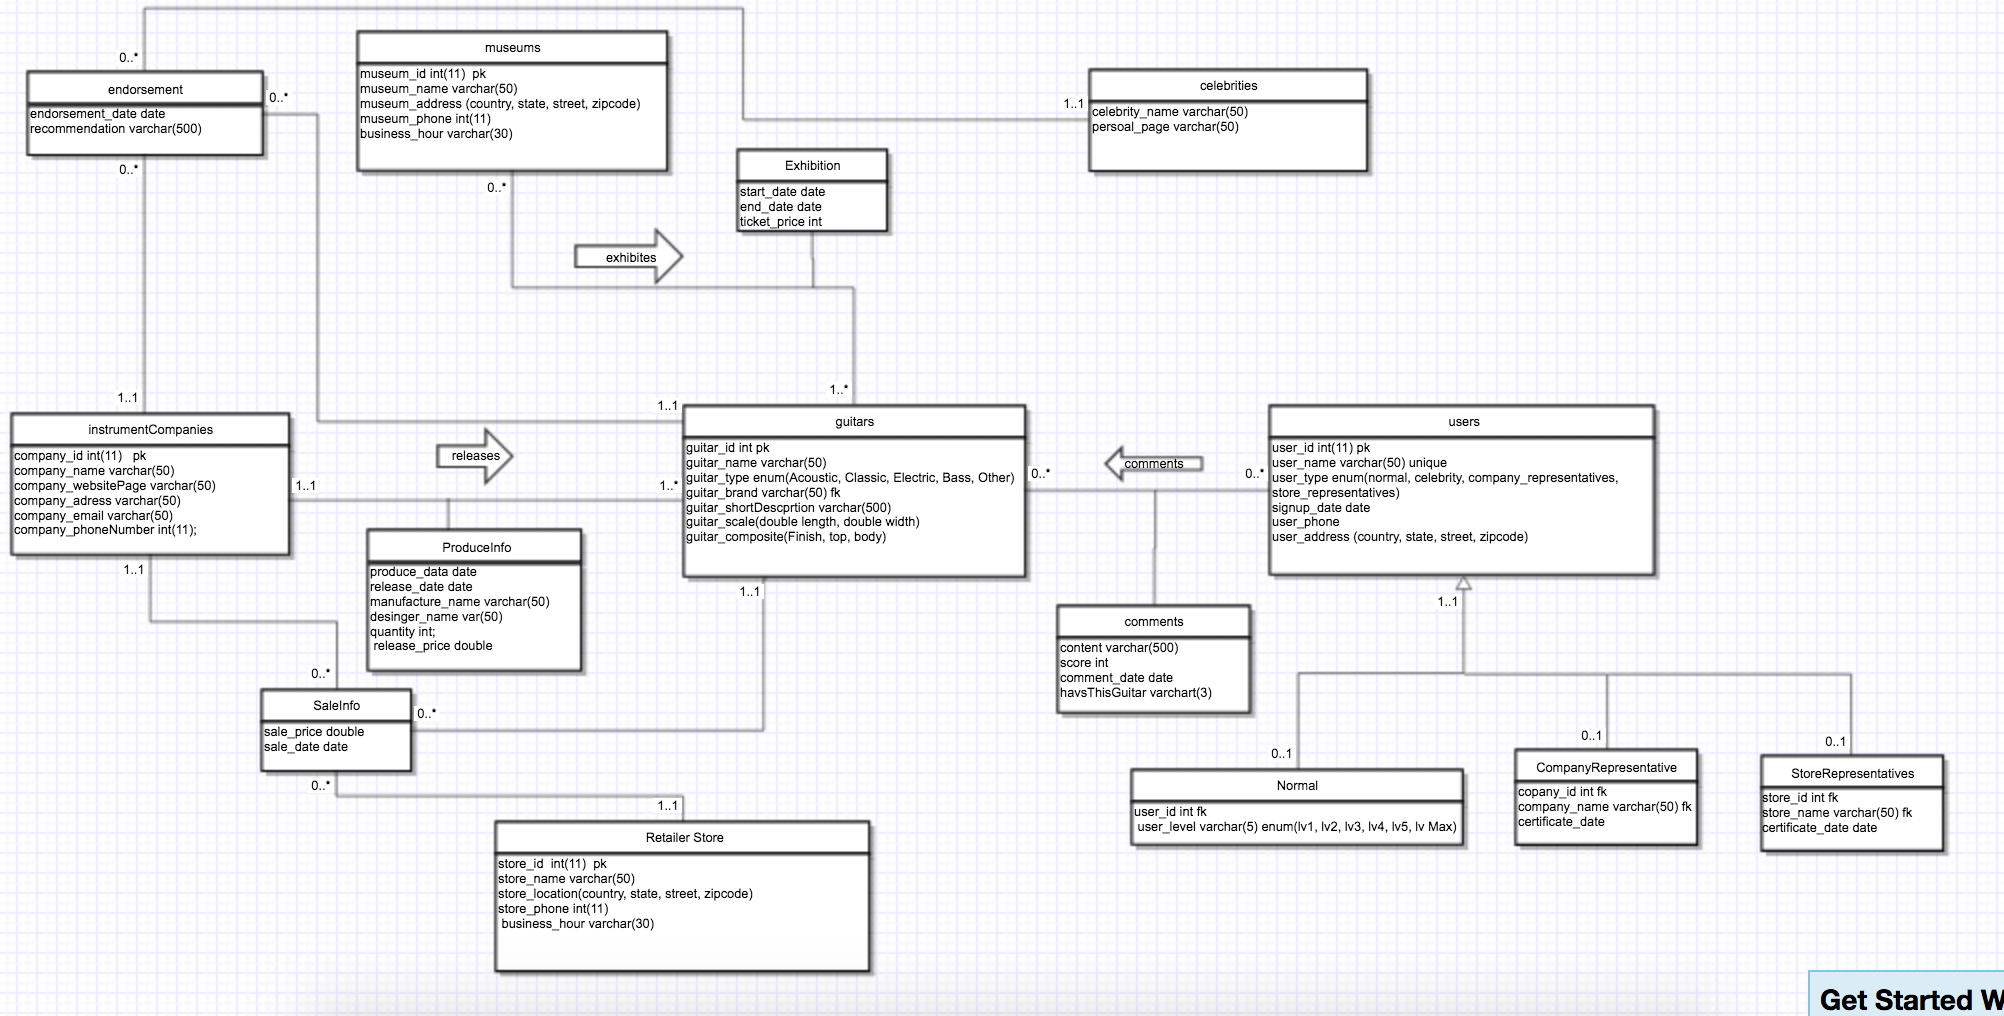 0..*
endorsement
endorsement_date date
recommendation varchar(500)
0..*
0..*
museums
museum_id int(11)  pk
museum_name varchar(50)
museum_address (country, state, street, zipcode)
museum_phone int(11)
business_hour varchar(30)
0..*
celebrities
celebrity_name varchar(50)
persoal_page varchar(50)
1..1
Exhibition
start_date date
end_date date
ticket_price int
exhibites
1..*
1..1
1..1
instrumentCompanies
company_id int(11)   pk
company_name varchar(50)
company_websitePage varchar(50)
company_adress varchar(50)
company_email varchar(50)
company_phoneNumber int(11);
1..1
1..1
releases
1..*
guitars
guitar_id int pk
guitar_name varchar(50)
guitar_type enum(Acoustic, Classic, Electric, Bass, Other)
guitar_brand varchar(50) fk
guitar_shortDescprtion varchar(500)
guitar_scale(double length, double width)
guitar_composite(Finish, top, body)
0..*
1..1
comments
0..*
users
user_id int(11) pk
user_name varchar(50) unique
user_type enum(normal, celebrity, company_representatives,
store_representatives)
signup_date date
user_phone
user_address (country, state, street, zipcode)
1..1
ProduceInfo
produce_data date
release_date date
manufacture_name varchar(50)
desinger_name var(50)
quantity int;
release_price double
comments
content varchar(500)
score int
comment_date date
havsThisGuitar varchart(3)
0..*
SaleInfo
sale_price double
sale_date date
0..*
0..*
1..1
Retailer Store
store_id  int(11)  pk
store_name varchar(50)
store_location(country, state, street, zipcode)
store_phone int(11)
business_hour varchar(30)
0..1
Normal
user_id int fk
user_level varchar(5) enum(lv1, lv2, lv3, lv4, lv5, lv Max)
0..1
CompanyRepresentative
copany_id int fk
company_name varchar(50) fk
certificate_date
0..1
StoreRepresentatives
store_id int fk
store_name varchar(50) fk
certificate_date date
Get Started W